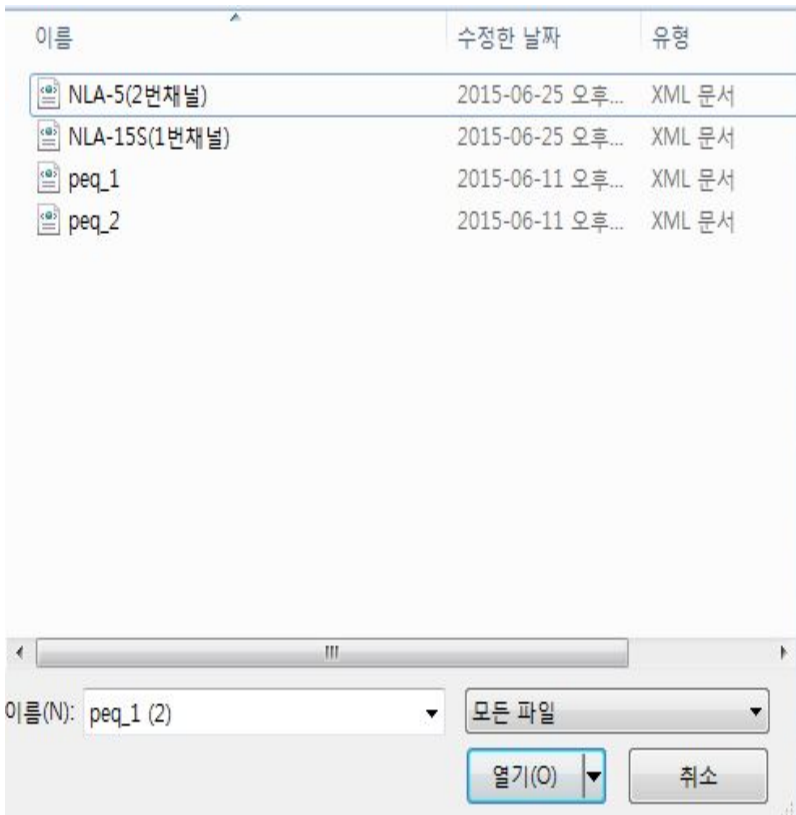 이름 수정한 날짜 유형
NLA-5(2번채널) 2015-06-25 오후... XML 문서
NLA-15S(1번채널) 2015-06-25 오후... XML 문서
peq_1 2015-06-11 오후... XML 문서
peq_2 2015-06-11 오후... XML 문서
이름(N): peq_1 (2) 모든 파일
열기(O) 취소